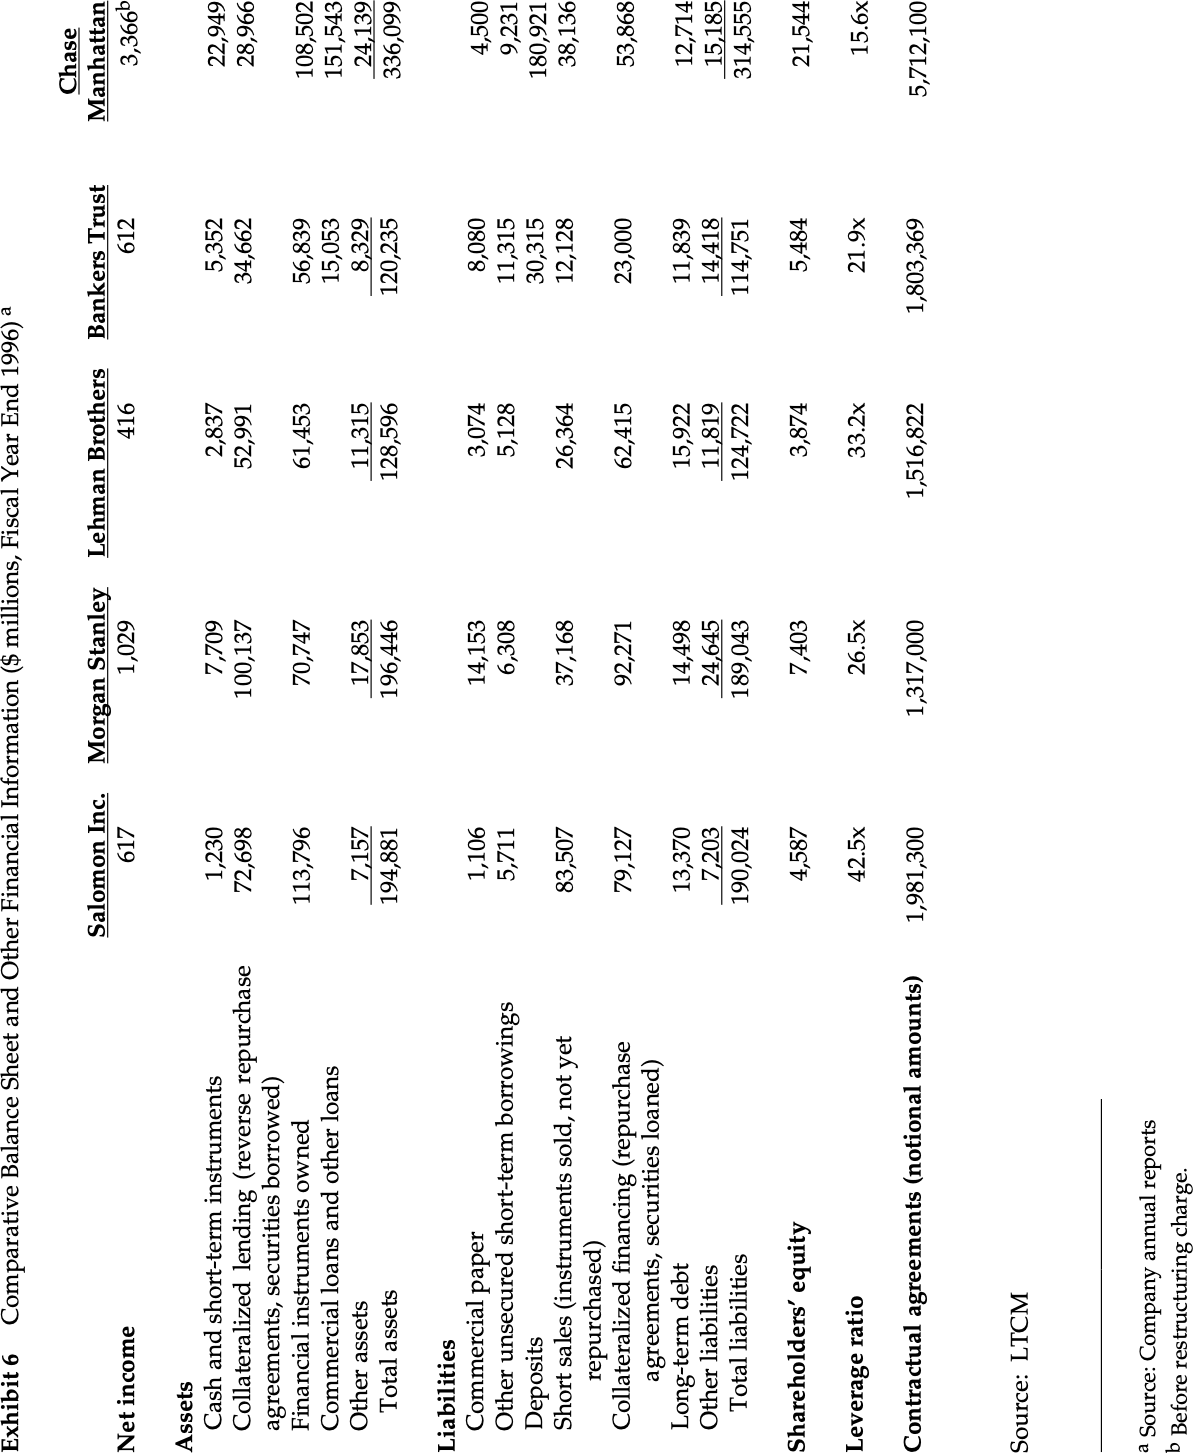 Exhibit 6 Comparative Balance Sheet and Other Financial Information ($ millions, Fiscal Year End 1996) a
Salomon Inc. Morgan Stanley Lehman Brothers Bankers Trust Chase Manhattan
Net income 617 1,029 416 612 3,366b
Assets
Cash and short-term instruments 1,230 7,709 2,837 5,352 22,949
Collateralized lending (reverse repurchase 72,698 100,137 52,991 34,662 28,966
agreements, securities borrowed)
Financial instruments owned 113,796 70,747 61,453 56,839 108,502
Commercial loans and other loans 15,053 151,543
Other assets 7,157 17,853 11,315 8,329 24,139
Total assets 194,881 196,446 128,596 120,235 336,099
Liabilities
Commercial paper 1,106 14,153 3,074 8,080 4,500
Other unsecured short-term borrowings 5,711 6,308 5,128 11,315 9,231
Deposits 30,315 180,921
Short sales (instruments sold, not yet 83,507 37,168 26,364 12,128 38,136
repurchased)
Collateralized financing (repurchase 79,127 92,271 62,415 23,000 53,868
agreements, securities loaned)
Long-term debt 13,370 14,498 15,922 11,839 12,714
Other liabilities 7,203 24,645 11,819 14,418 15,185
Total liabilities 190,024 189,043 124,722 114,751 314,555
Shareholders' equity 4,587 7,403 3,874 5,484 21,544
Leverage ratio 42.5x 26.5x 33.2x 21.9x 15.6x
Contractual agreements (notional amounts) 1,981,300 1,317,000 1,516,822 1,803,369 5,712,100
Source: LTCM
a Source: Company annual reports
b Before restructuring charge.